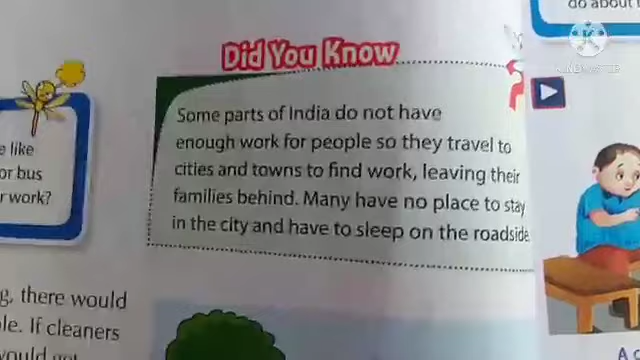 do about
KINEMASTER
Did You Know
Some parts of India do not have
enough work for people so they travel to
cities and towns to find work, leaving their
families behind. Many have no place to stay
in the city and have to sleep on the roadside.
like
or bus
work?
there would
If cleaners
would